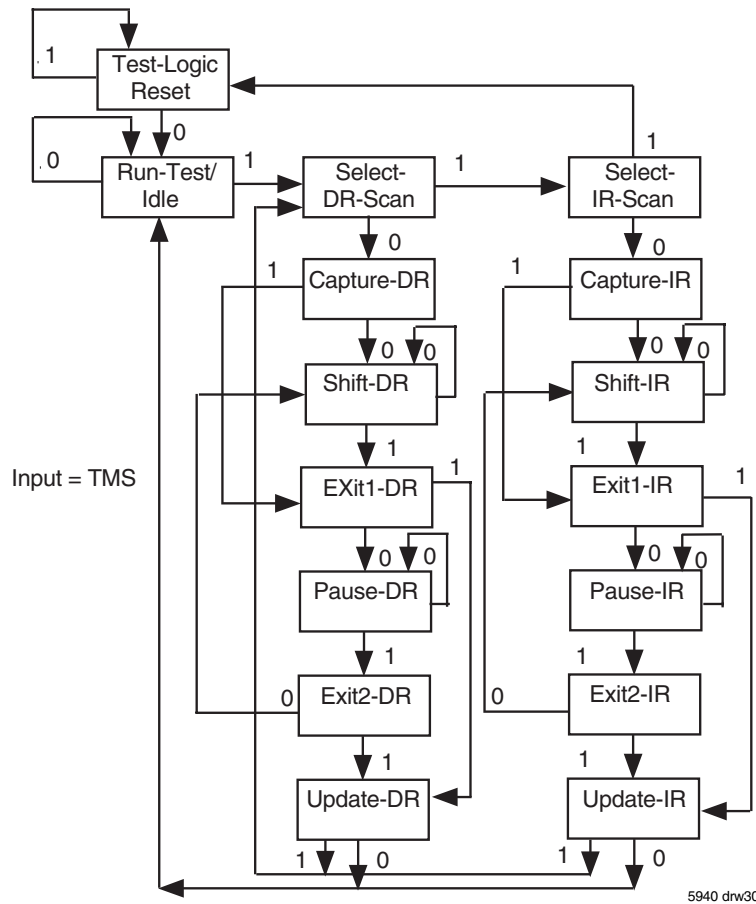 1
Test-Logic
Reset
0
1
0
Run-Test/
Idle
1
Select-
DR-Scan
1
Select-
IR-Scan
0
0
1
Capture-DR
1
Capture-IR
0
0
0
0
Shift-DR
Shift-IR
1
1
Input = TMS
EXit1-DR
1
Exit1-IR
1
0
0
0
0
Pause-DR
Pause-IR
1
1
0
Exit2-DR
0
Exit2-IR
1
1
Update-DR
Update-IR
1
0
1
0
5940 drw30